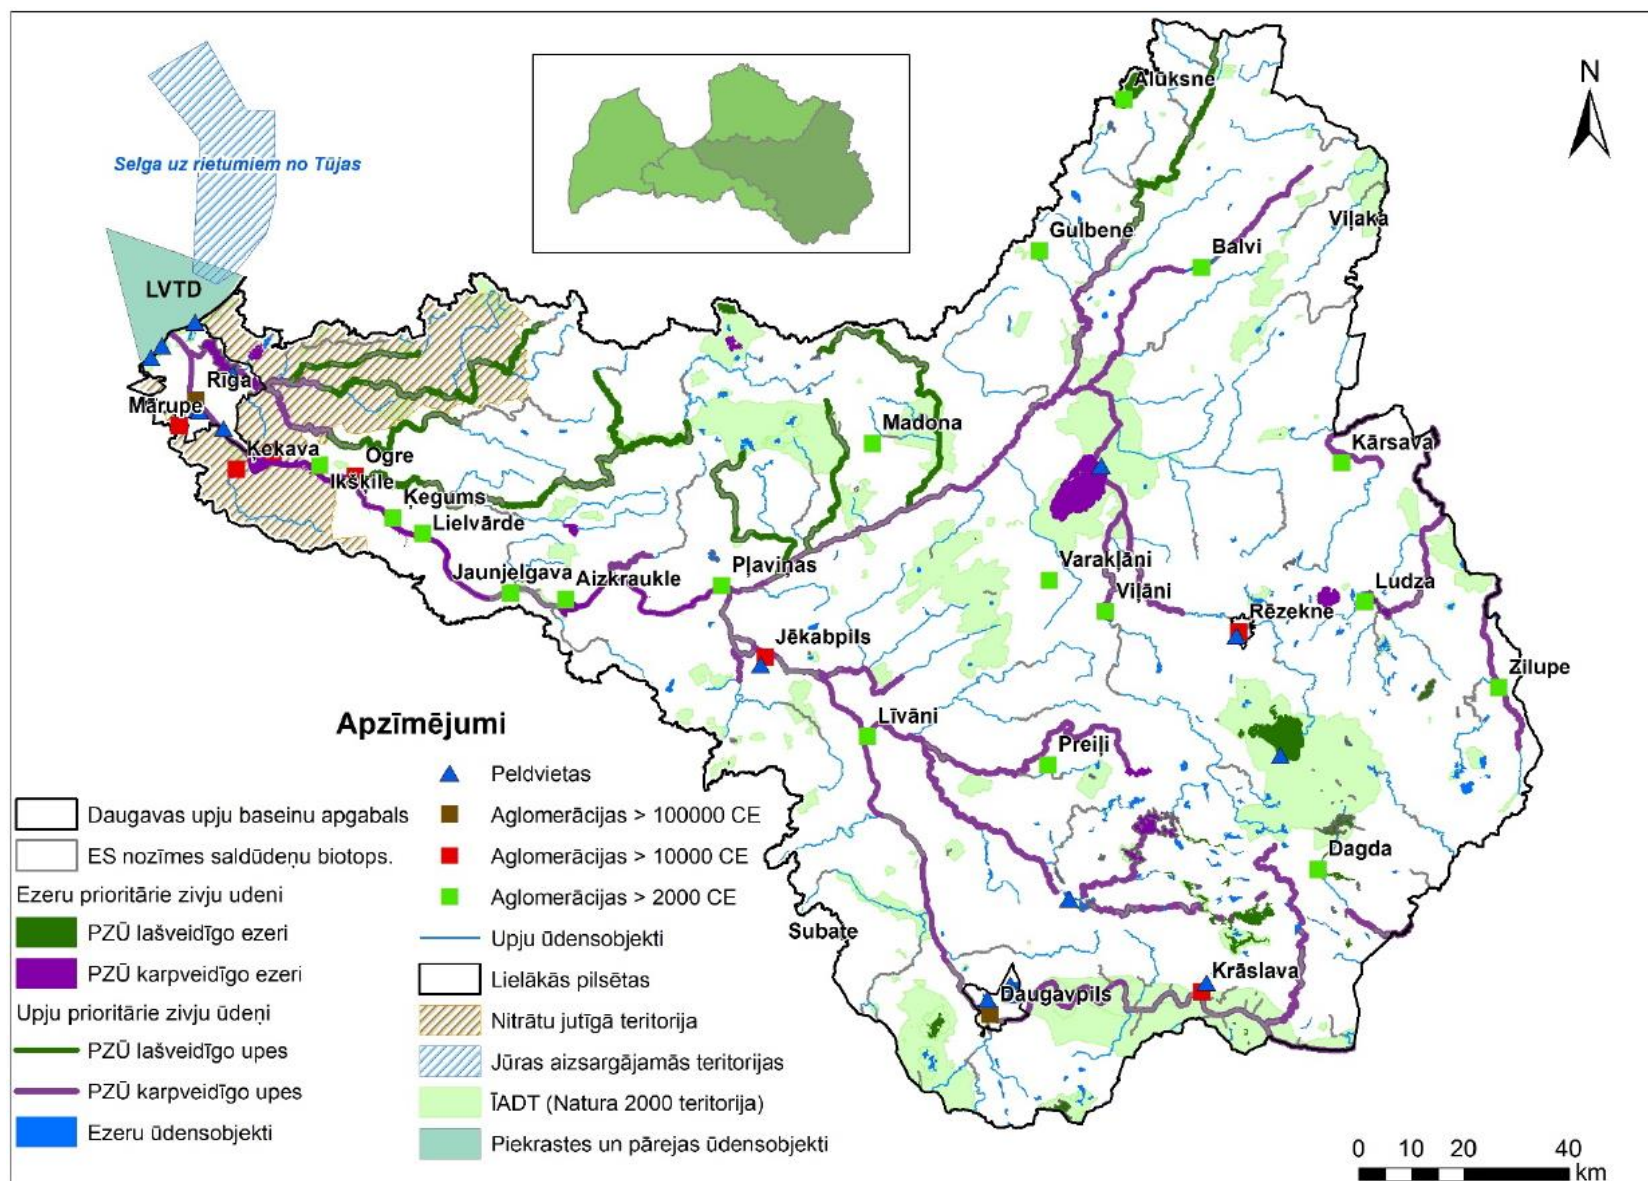 N
Alūksne
Selga uz rietumiem no Tūjas
Viļaka
Gulbene
Balvi
LVTD
Rīga
Mārupe
Madona
Kārsava
Ķekava
Ogre
Ikšķile
Ķegums
Lielvārde
Varakļāni
Pļaviņas
Jaunjelgava
Aizkraukle
Viļāni
Ludza
Rēzekne
Jēkabpils
Zilupe
Līvāni
Preiļi
Dagda
Subate
Krāslava
Daugavpils
Apzīmējumi
Daugavas upju baseinu apgabals
ES nozīmes saldūdeņu biotops.
Ezeru prioritārie zivju udeni
PZŪ lašveidīgo ezeri
PZŪ karpveidīgo ezeri
Upju prioritārie zivju ūdeņi
PZŪ lašveidīgo upes
PZŪ karpveidīgo upes
Ezeru ūdensobjekti
Peldvietas
Aglomerācijas > 100000 CE
Aglomerācijas > 10000 CE
Aglomerācijas > 2000 CE
Upju ūdensobjekti
Lielākās pilsētas
Nitrātu jutīgā teritorija
Jūras aizsargājamās teritorijas
ĪADT (Natura 2000 teritorija)
Piekrastes un pārejas ūdensobjekti
0 10 20 40
km